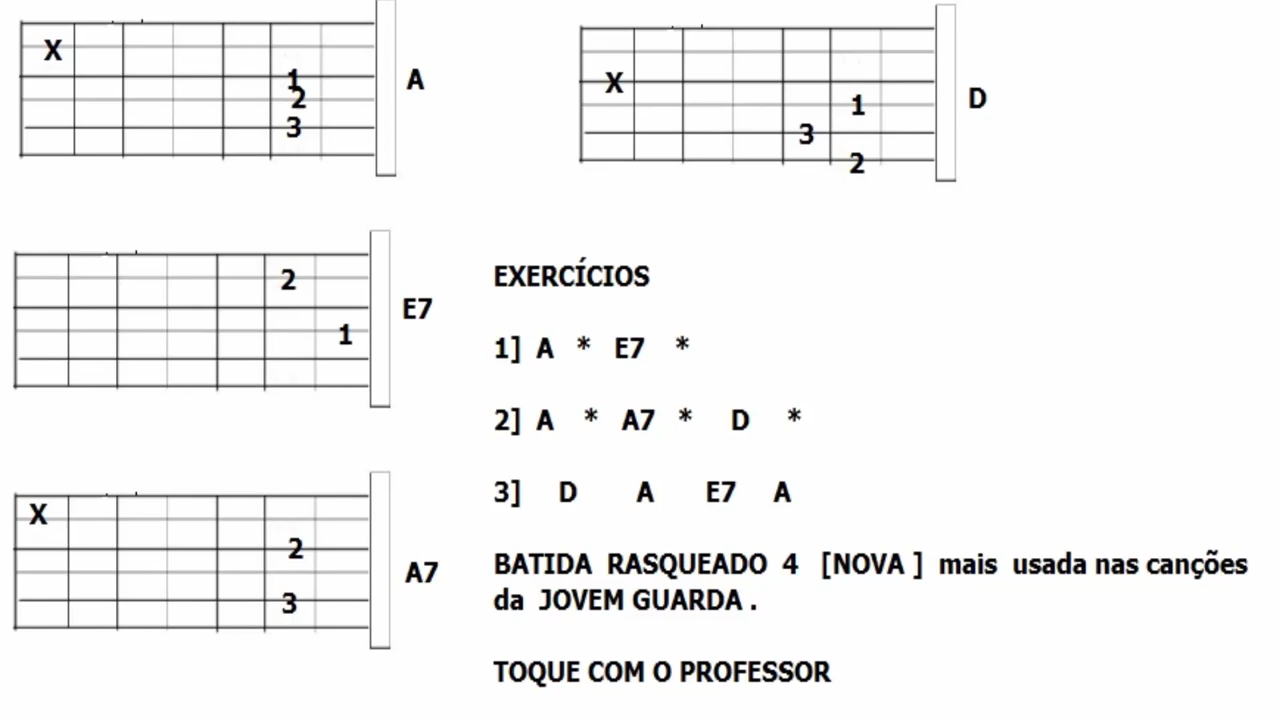 X
1
2
3
A
X
1
3
2
D
2
1
E7
X
2
3
A7
EXERCÍCIOS
1] A * E7 *
2] A * A7 * D *
3] D A E7 A
BATIDA RASQUEADO 4 [NOVA ] mais usada nas canções
da JOVEM GUARDA .
TOQUE COM O PROFESSOR